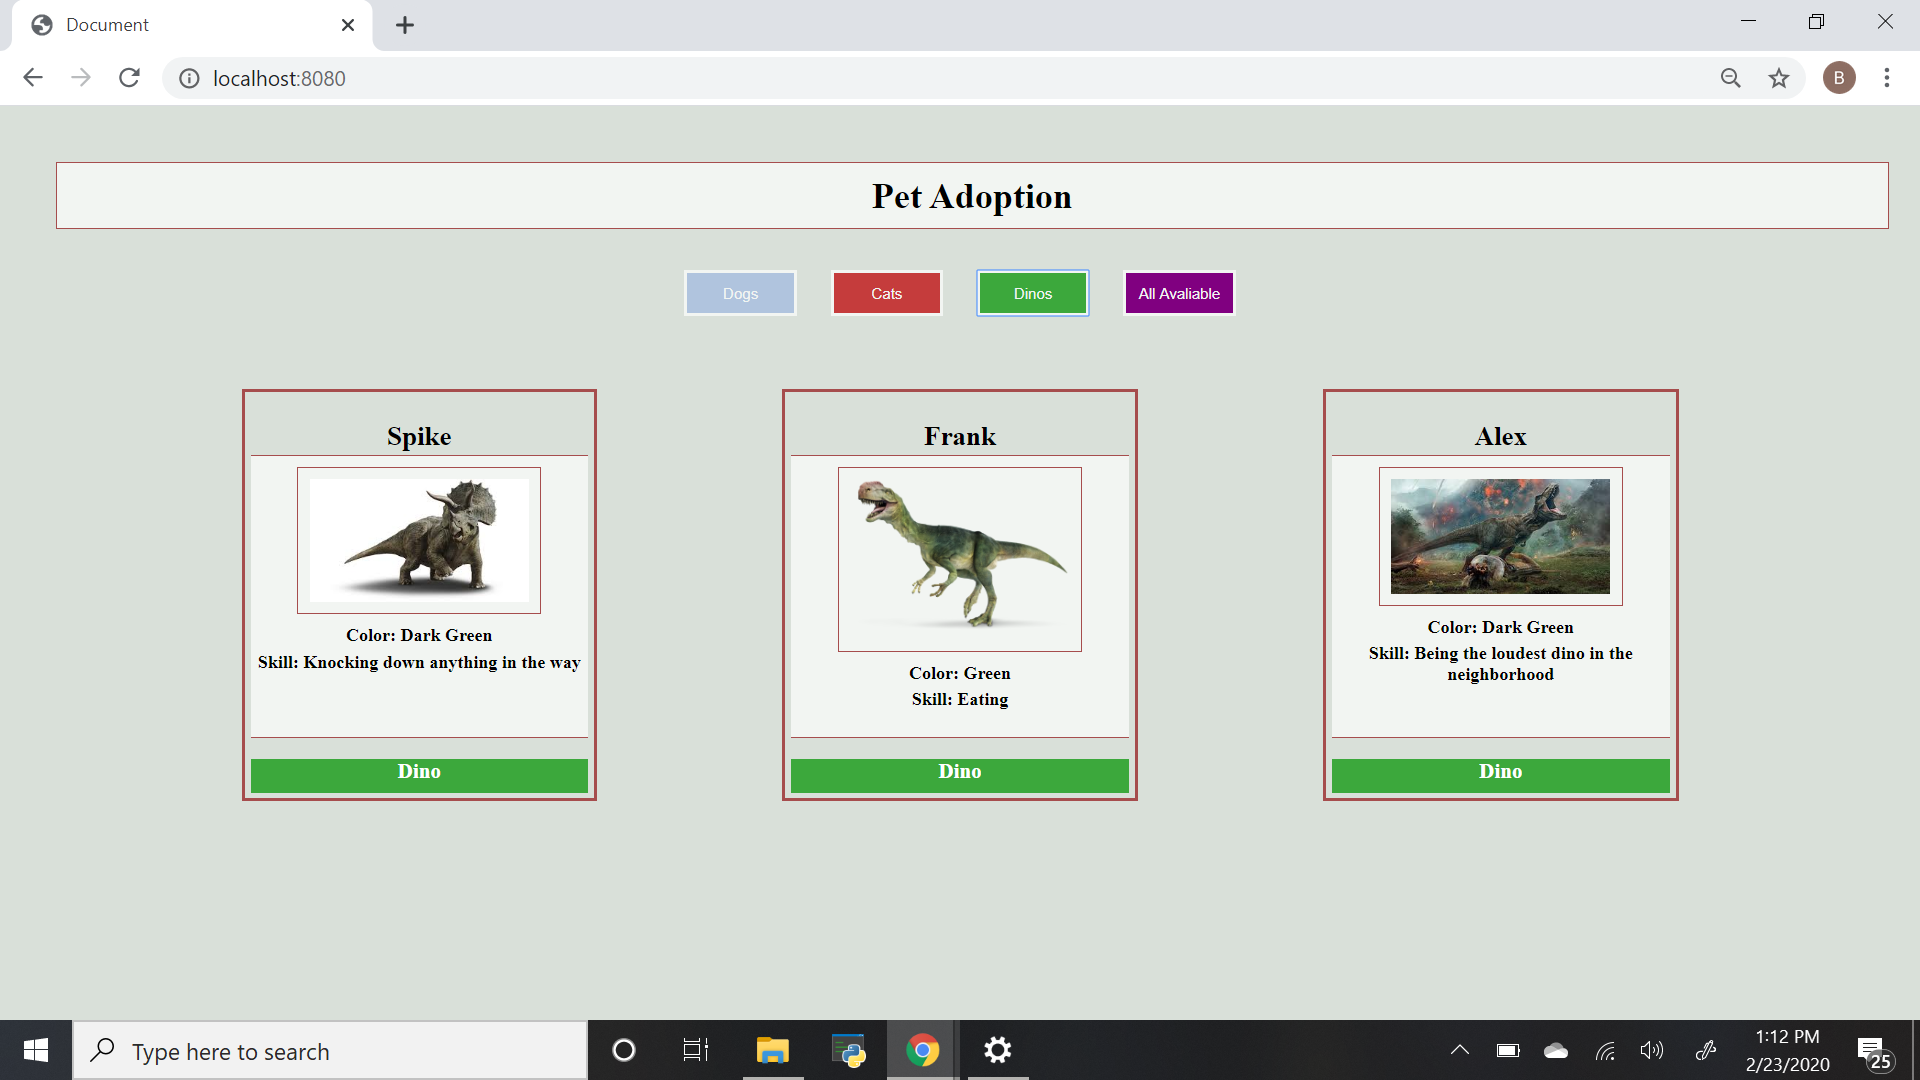 Document
localhost:8080
B
Pet Adoption
Dogs
Cats
Dinos
All Avaliable
Spike
Color: Dark Green
Skill: Knocking down anything in the way
Dino
Frank
Color: Green
Skill: Eating
Dino
Alex
Color: Dark Green
Skill: Being the loudest dino in the
neighborhood
Dino
Type here to search
1:12 PM
2/23/2020
25